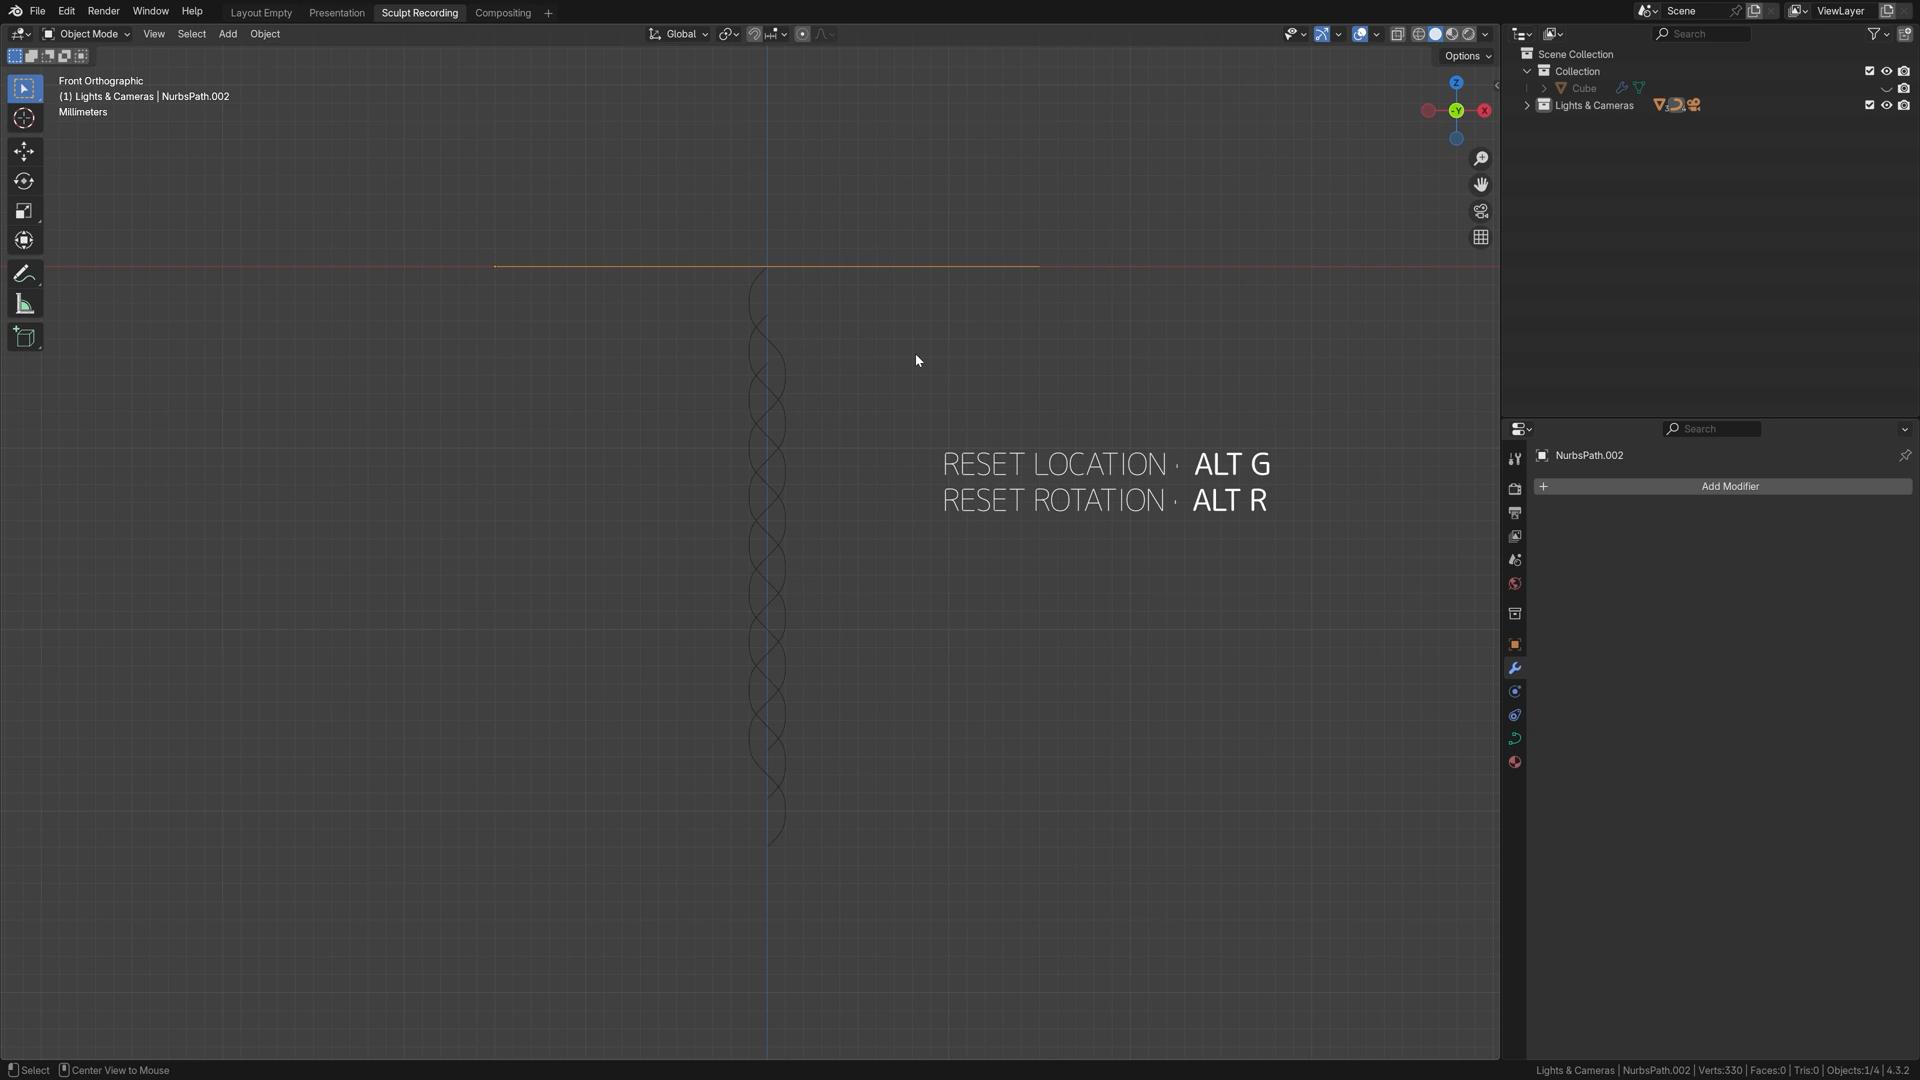 File Edit Render Window Help Layout Empty Presentation Sculpt Recording Compositing + Scene ViewLayer
Object Mode View Select Add Object Global Search
Options
Front Orthographic
(1) Lights & Cameras | NurbsPath.002
Millimeters
Z
-Y
X
Scene Collection
Collection
Cube
Lights & Cameras
RESET LOCATION · ALT G
RESET ROTATION · ALT R
Search
NurbsPath.002
+ Add Modifier
Select Center View to Mouse
Lights & Cameras | NurbsPath.002 | Verts:330 | Faces:0 | Tris:0 | Objects:1/4 | 4.3.2